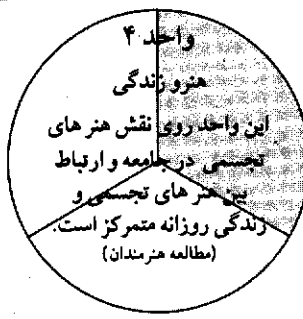 واحد ۴
هنر و زندگی
این واحد روی نقش هنر های
تجسمی در جامعه و ارتباط
بین هنر های تجسمی و
زندگی روزانه متمرکز است.
(مطالعه هنرمندان)